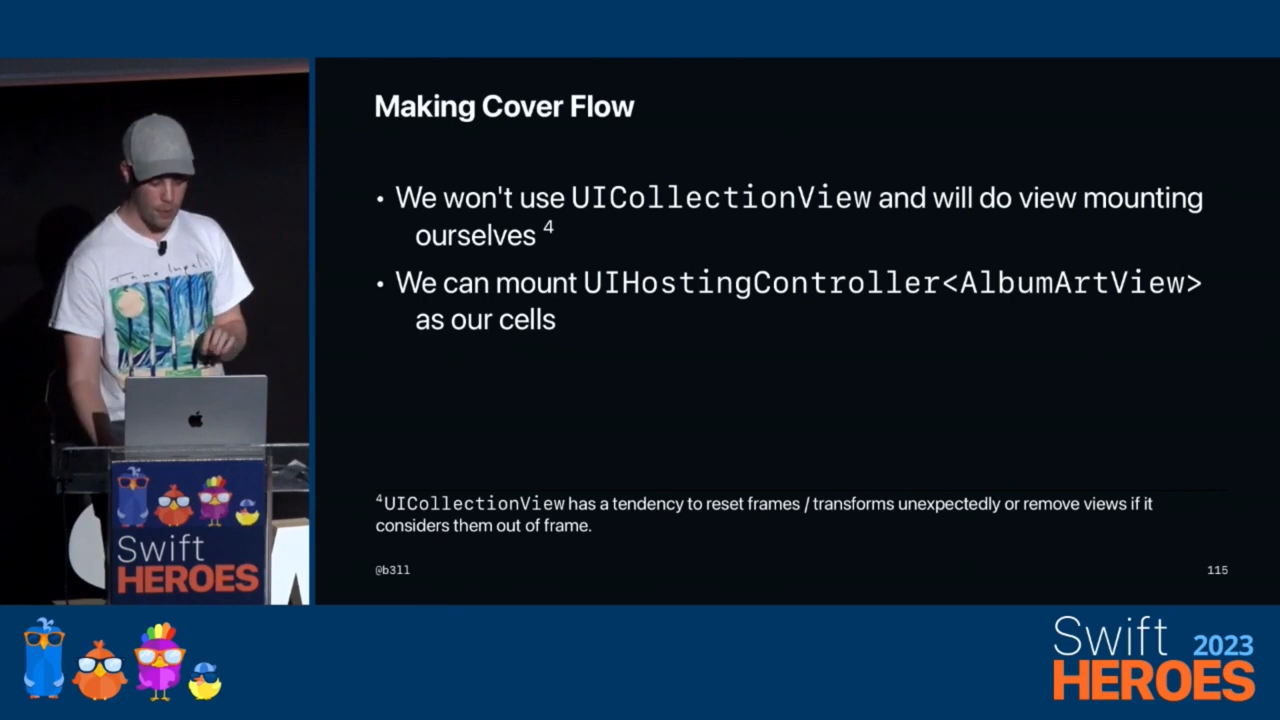 Making Cover Flow
• We won't use UICollectionView and will do view mounting
ourselves 4
• We can mount UIHostingController<AlbumArtView>
as our cells
4UICollectionView has a tendency to reset frames / transforms unexpectedly or remove views if it
considers them out of frame.
@b3ll
115
Tame Impala
Swift
HEROES
Swift 2023
HEROES